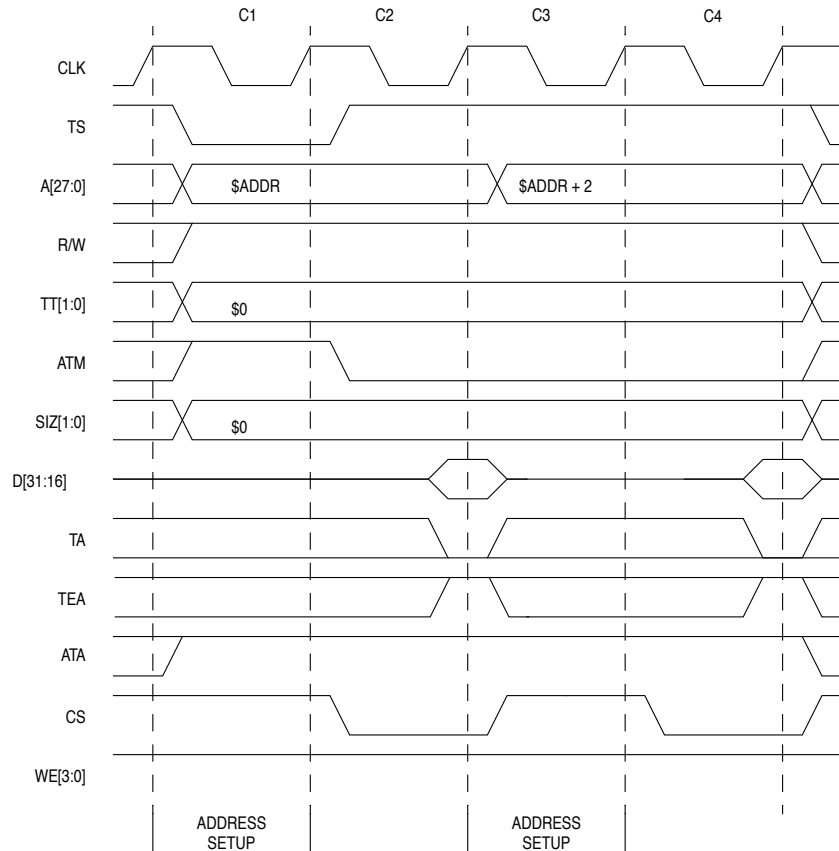 C1 C2 C3 C4
CLK
TS
A[27:0] $ADDR $ADDR + 2
R/W
TT[1:0] $0
ATM
SIZ[1:0] $0
D[31:16]
TA
TEA
ATA
CS
WE[3:0]
ADDRESS ADDRESS
SETUP SETUP